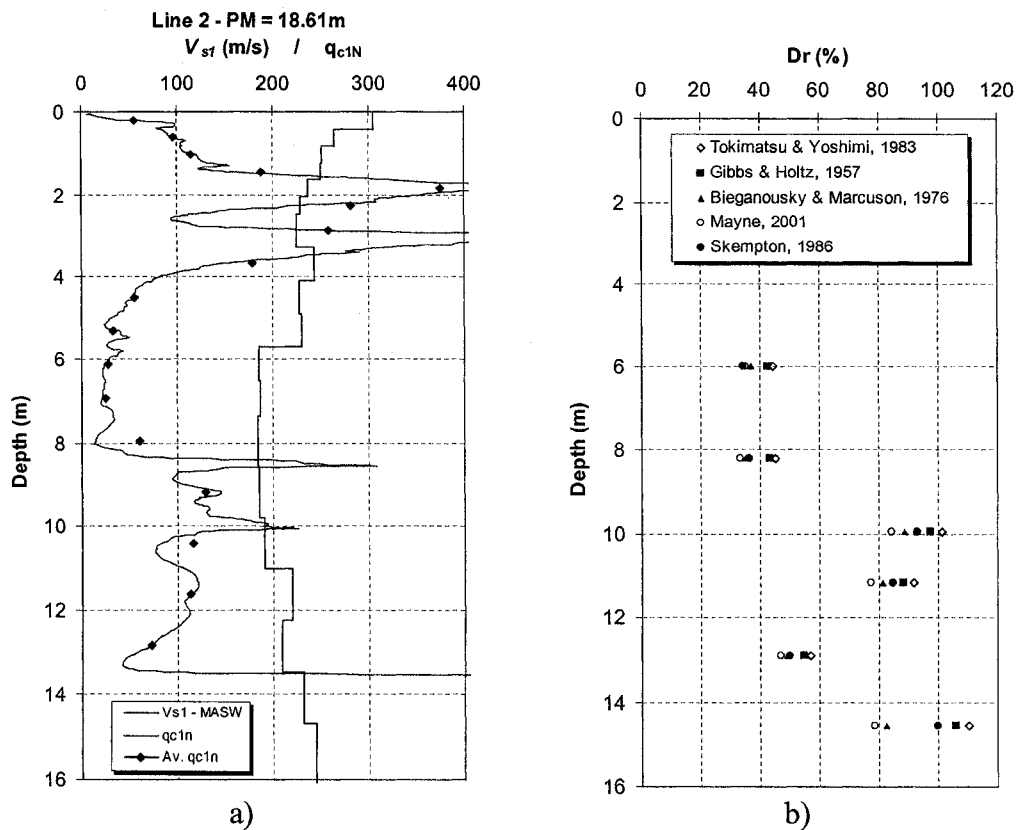 Line 2 - PM = 18.61m
Vs1 (m/s) / qc1N
0 100 200 300 400
0
2
4
6
8
10
12
14
16
Depth (m)
Vs1 - MASW
qc1n
Av. qc1n
a)
Dr (%)
0 20 40 60 80 100 120
0
2
4
6
8
10
12
14
16
Depth (m)
Tokimatsu & Yoshimi, 1983
Gibbs & Holtz, 1957
Bieganousky & Marcuson, 1976
Mayne, 2001
Skempton, 1986
b)